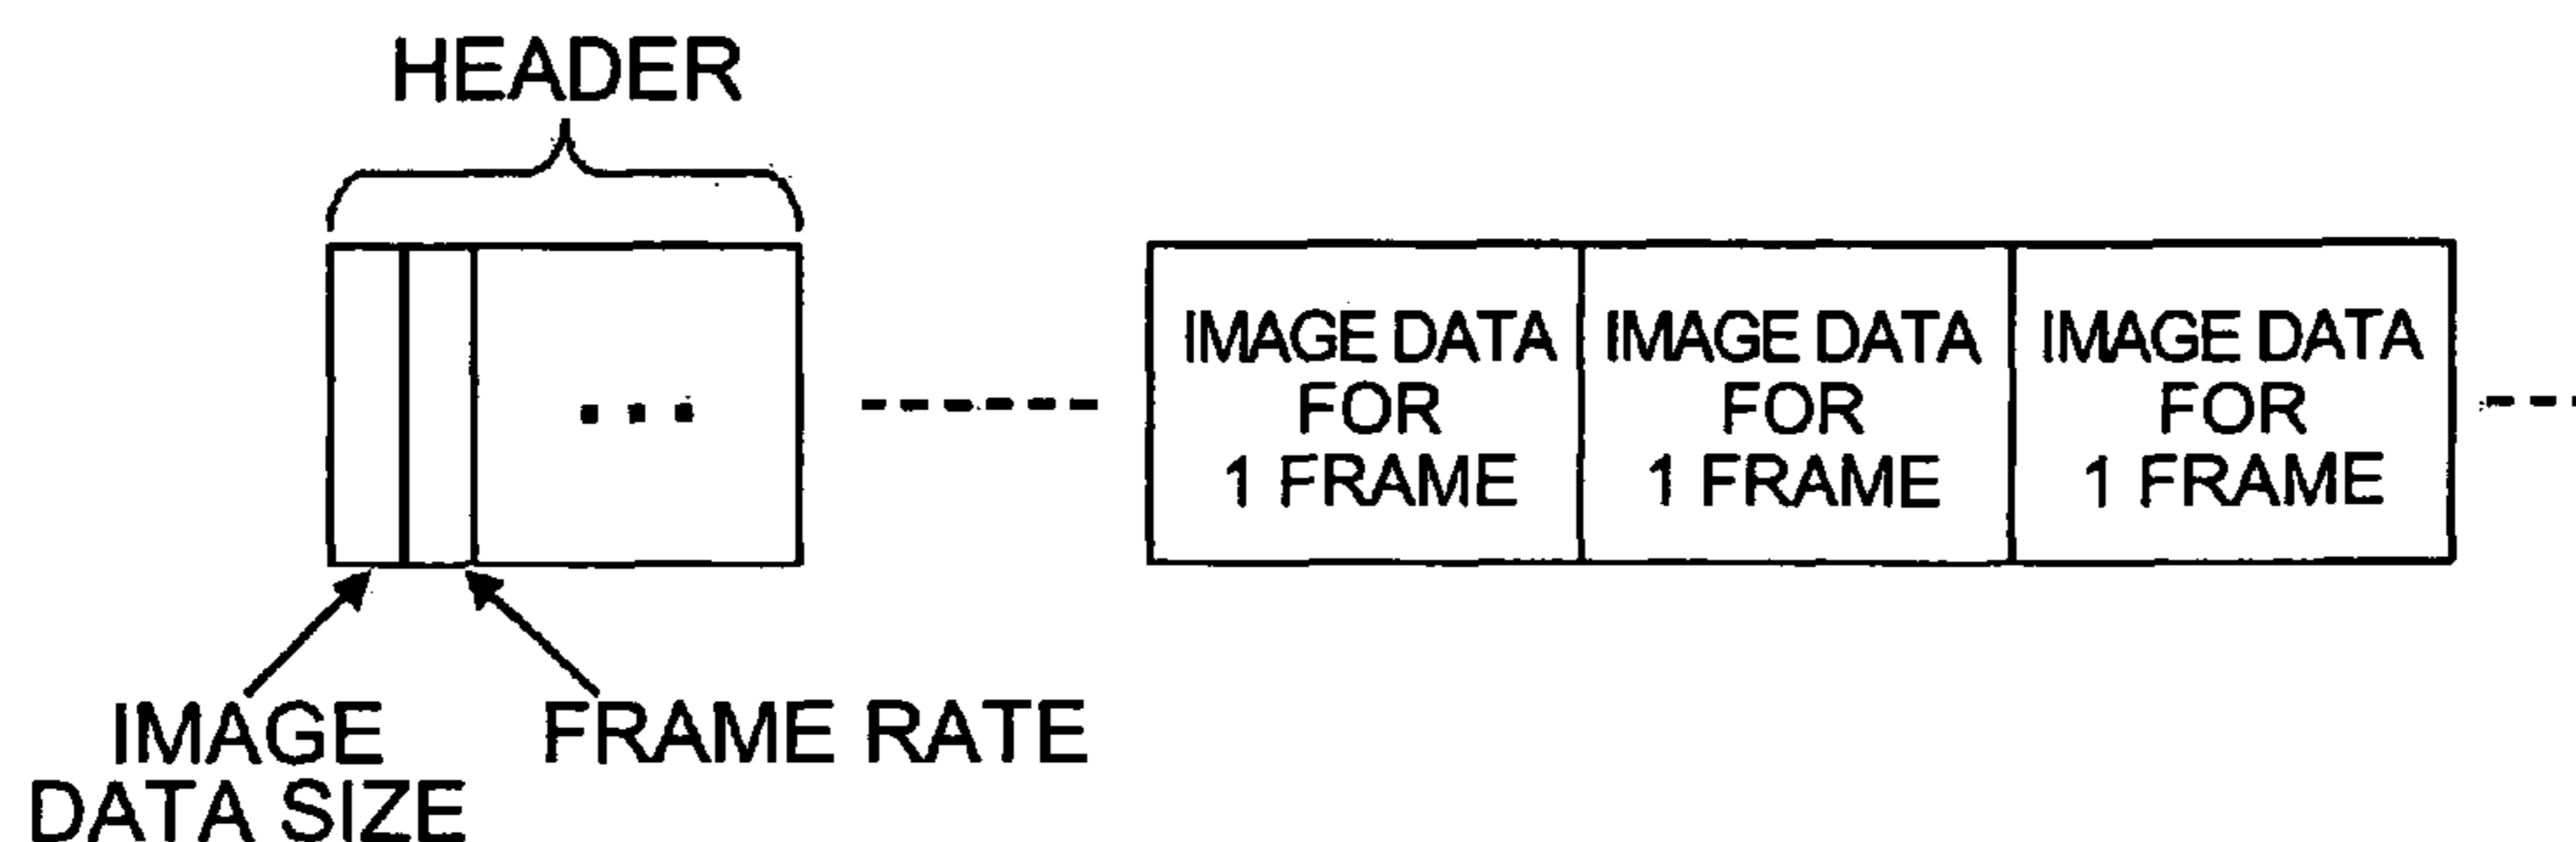 HEADER
...
IMAGE DATA
FOR
1 FRAME
IMAGE DATA
FOR
1 FRAME
IMAGE DATA
FOR
1 FRAME
IMAGE
DATA SIZE
FRAME RATE